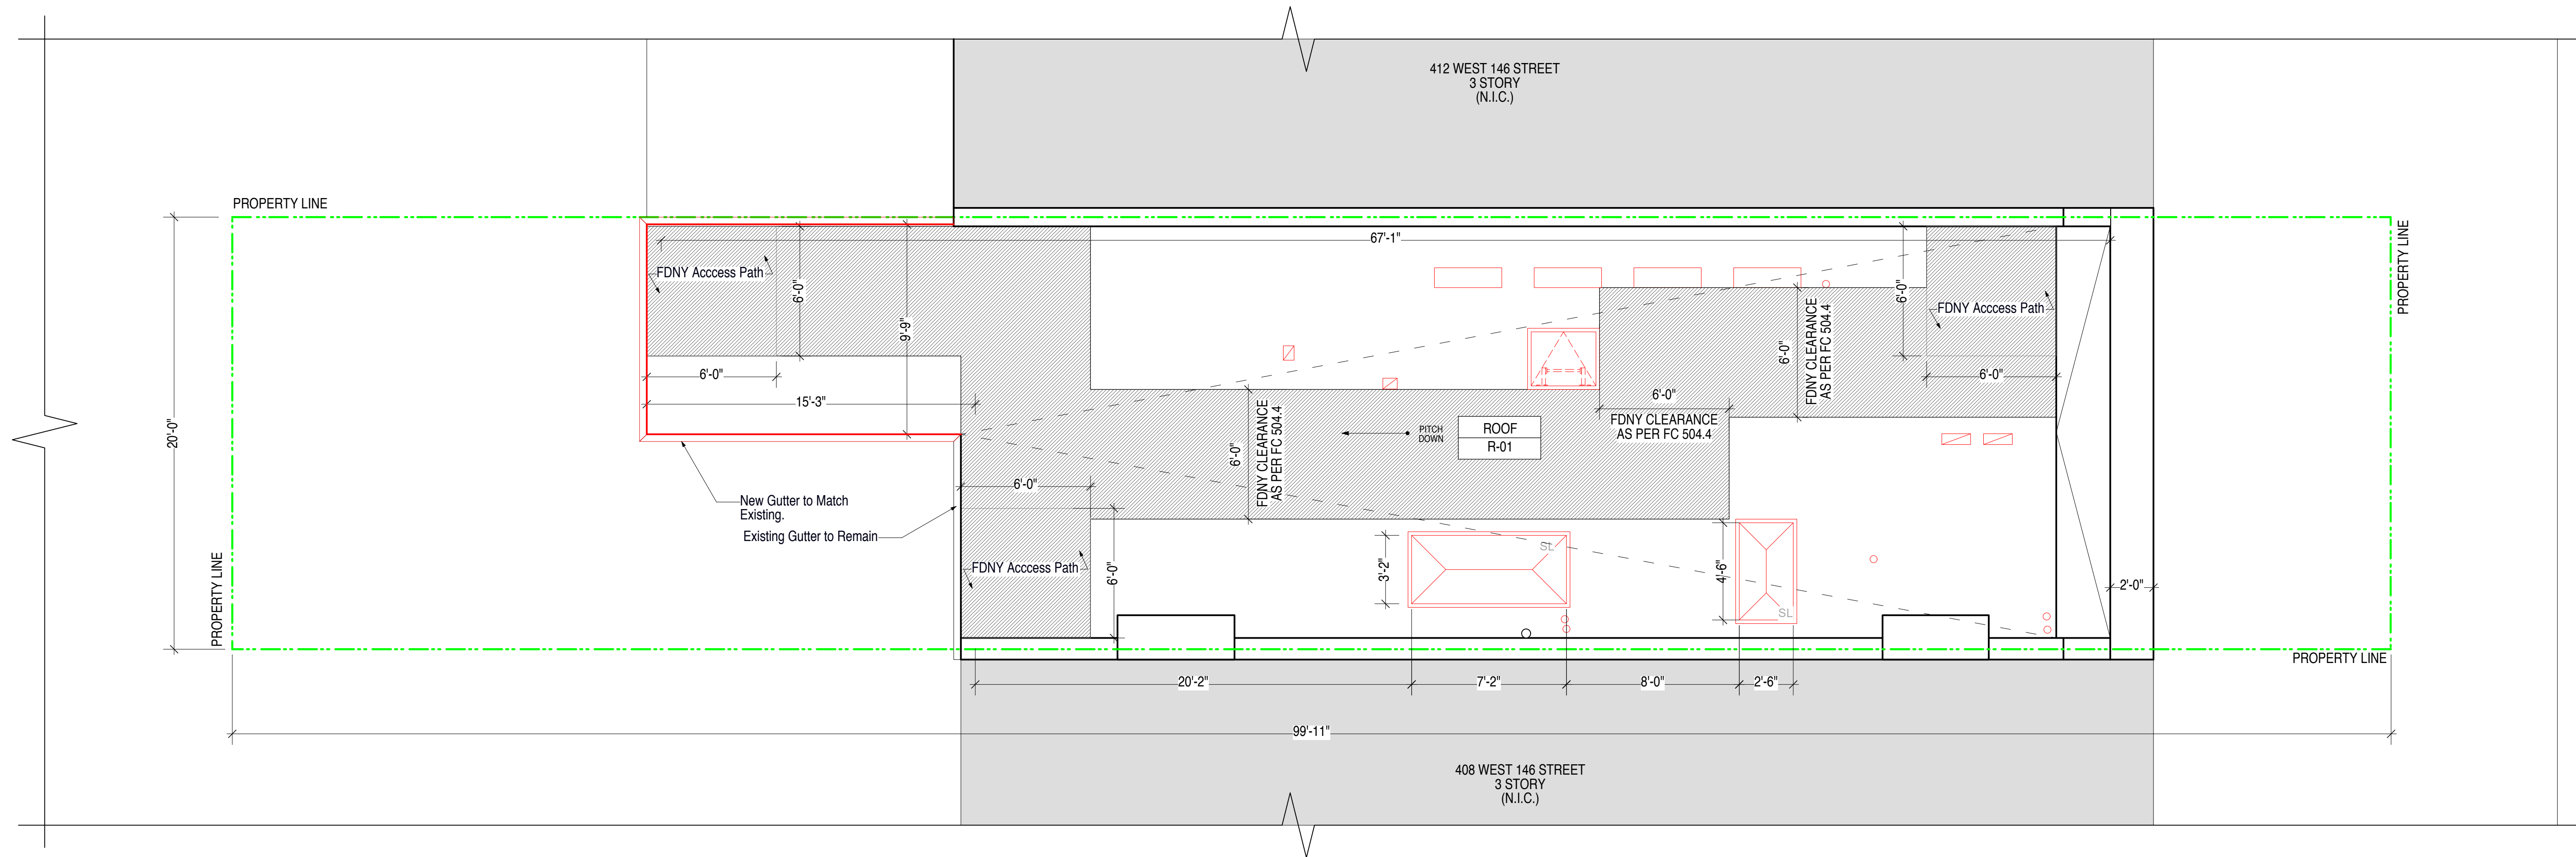 412 WEST 146 STREET
3 STORY
(N.I.C.)
PROPERTY LINE
PROPERTY LINE
67'-1"
FDNY Acccess Path
6'-0"
9'-9"
6'-0"
15'-3"
20'-0"
6'-0"
FDNY CLEARANCE
AS PER FC 504.4
6'-0"
FDNY Acccess Path
6'-0"
6'-0"
FDNY CLEARANCE
AS PER FC 504.4
PITCH
DOWN
ROOF
R-01
6'-0"
FDNY CLEARANCE
AS PER FC 504.4
6'-0"
New Gutter to Match
Existing.
Existing Gutter to Remain
FDNY Acccess Path
6'-0"
3'-2"
SL
4'-6"
SL
2'-0"
PROPERTY LINE
PROPERTY LINE
20'-2"
7'-2"
8'-0"
2'-6"
99'-11"
408 WEST 146 STREET
3 STORY
(N.I.C.)